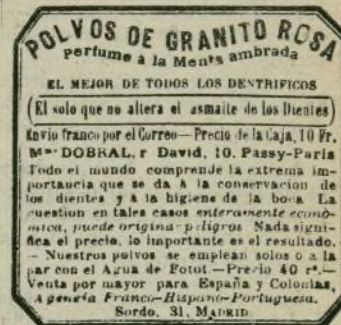 POLVOS DE GRANITO ROSA
perfume à la Menta ambrada
EL MEJOR DE TODOS LOS DENTRIFICOS
(El solo que no altera el asmaite de los Dientes)
Envio franco por el Correo—Precio de la Caja, 10 Fr.
Mon DOBRAL, r David, 10. Passy-Paris
Todo el mundo comprende la extrema im-
portancia que se da à la conservacion de
los dientes y à la higiene de la boca La
cuestion en tales casos enteramente econó-
mica, puede origina- peligros Nada signi-
fica el precio, lo importante es el resultado.
— Nuestros polvos se emplean solos o a la
par con el Agua de Fotot.—Precio 40 rs.—
Venta por mayor para España y Colonias,
Agencia Franco-Hispano-Portuguesa.
Sordo, 31, MADRID